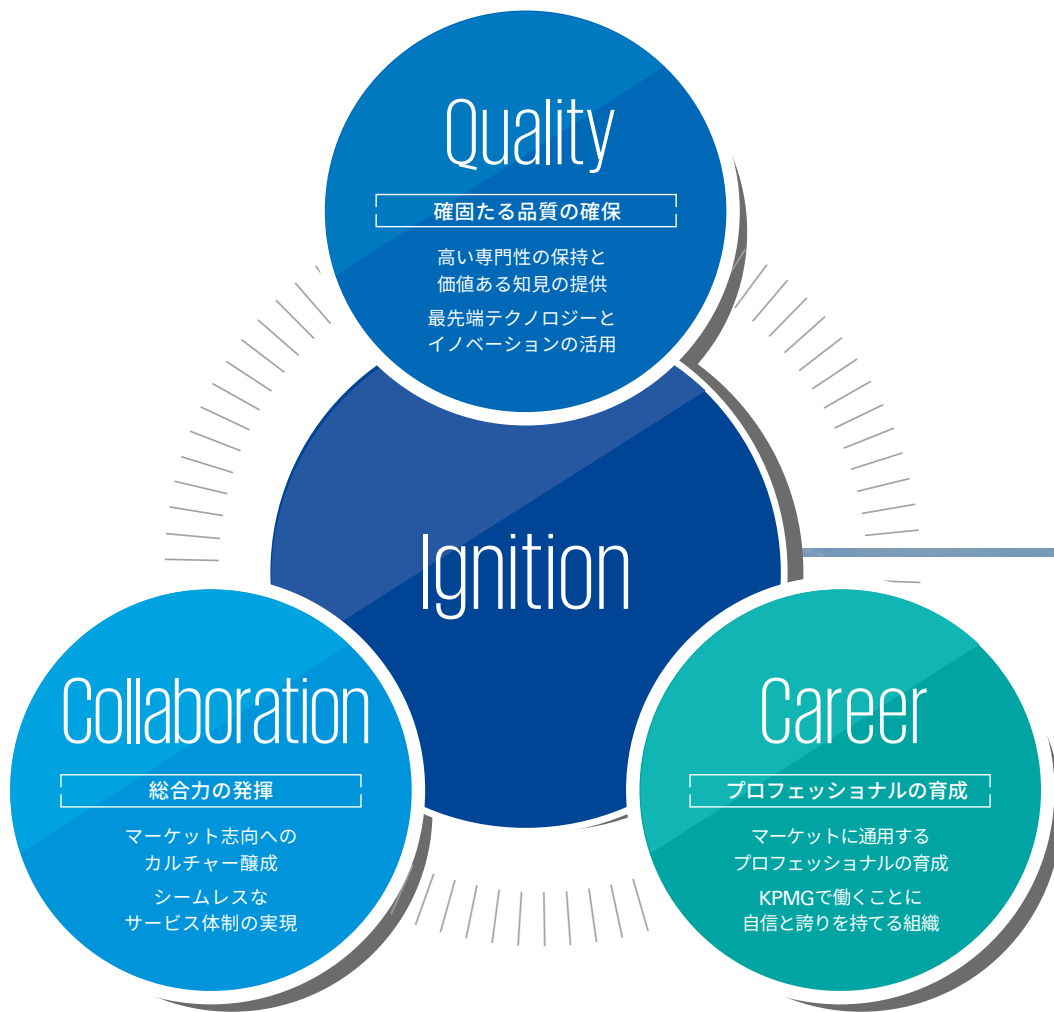 Quality
確固たる品質の確保
高い専門性の保持と
価値ある知見の提供
最先端テクノロジーと
イノベーションの活用
Ignition
Collaboration
総合力の発揮
マーケット志向への
カルチャー醸成
シームレスな
サービス体制の実現
Career
プロフェッショナルの育成
マーケットに通用する
プロフェッショナルの育成
KPMGで働くことに
自信と誇りを持てる組織